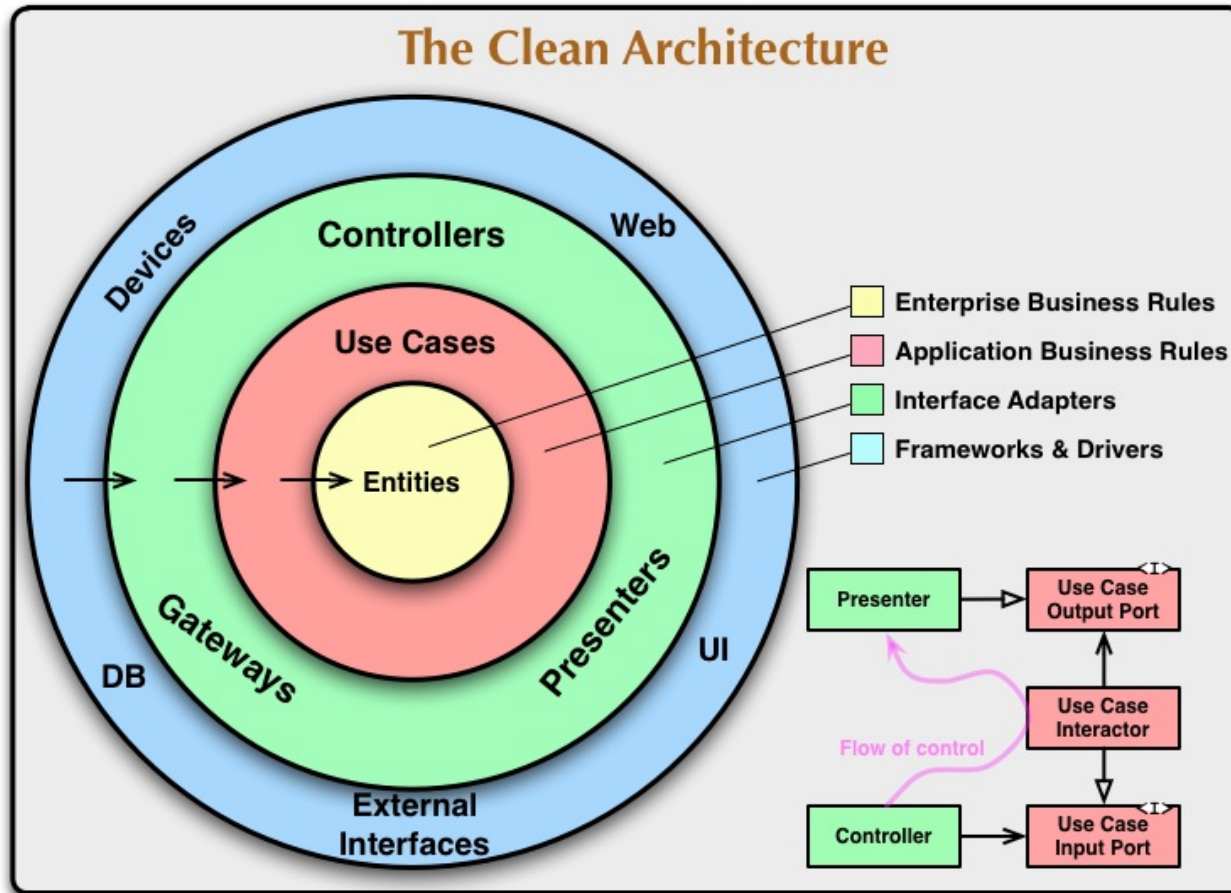 The Clean Architecture
Devices
Controllers
Web
Use Cases
Entities
Gateways
Presenters
DB
UI
External
Interfaces
Enterprise Business Rules
Application Business Rules
Interface Adapters
Frameworks & Drivers
Presenter
<I>
Use Case
Output Port
Use Case
Interactor
Flow of control
Controller
<I>
Use Case
Input Port